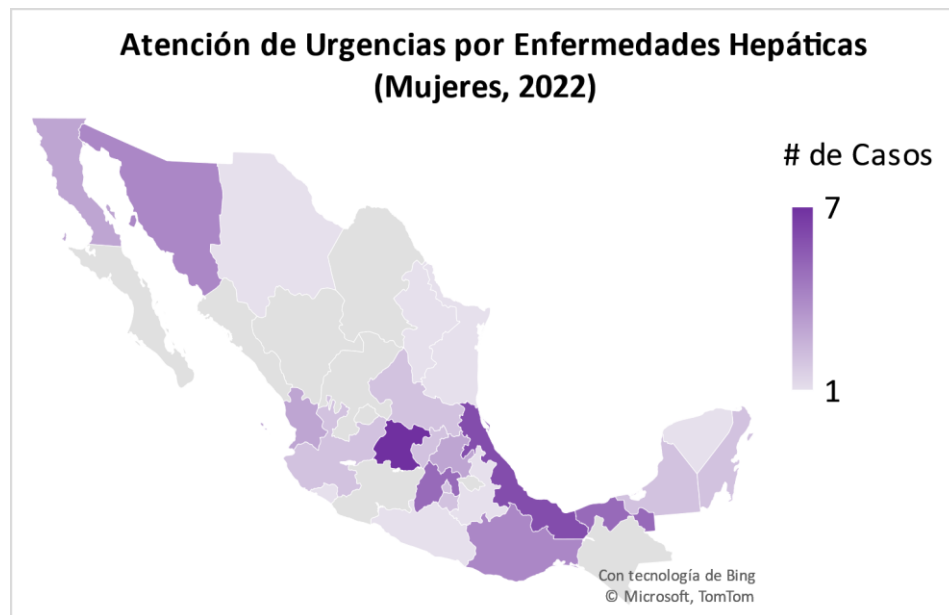 Atención de Urgencias por Enfermedades Hepáticas
(Mujeres, 2022)
# de Casos
7
1
Con tecnología de Bing
© Microsoft, TomTom